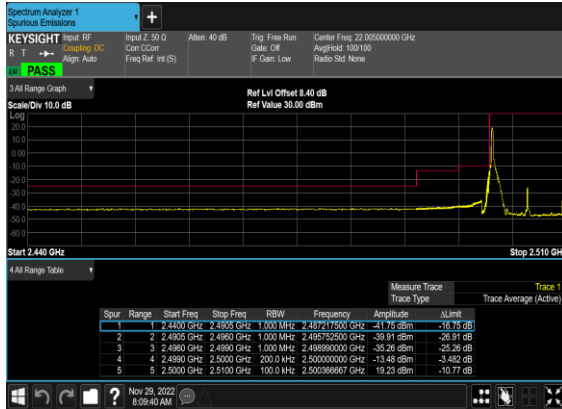 Spectrum Analyzer 1
Spurious Emissions
KEYSIGHT Input: RF Input Z: 50 Ω Atten: 40 dB Trig: Free Run Center Freq: 22.005000000 GHz
R T Coupling: DC Corr CCorr Gate: Off Avg|Hold: 100/100
Align: Auto Freq Ref: Int (S) IF Gain: Low Radio Std: None
PASS
3 All Range Graph Ref Lvl Offset 8.40 dB
Scale/Div 10.0 dB Ref Value 30.00 dBm
Log
20.0
10.0
0.00
-10.0
-20.0
-30.0
-40.0
-50.0
-60.0
Start 2.440 GHz Stop 2.510 GH
4 All Range Table
Measure Trace Trace 1
Trace Type Trace Average (Active)
Spur Range Start Freq Stop Freq RBW Frequency Amplitude ΔLimit
1 1 2.4400 GHz 2.4905 GHz 1.000 MHz 2.487217500 GHz -41.75 dBm -16.75 dB
2 2 2.4905 GHz 2.4960 GHz 1.000 MHz 2.495752500 GHz -39.91 dBm -26.91 dB
3 3 2.4960 GHz 2.4990 GHz 1.000 MHz 2.498990000 GHz -35.26 dBm -25.26 dB
4 4 2.4990 GHz 2.5000 GHz 200.0 kHz 2.500000000 GHz -13.48 dBm -3.482 dB
5 5 2.5000 GHz 2.5100 GHz 100.0 kHz 2.500366667 GHz 19.23 dBm -10.77 dB
Nov 29, 2022
8:09:40 AM